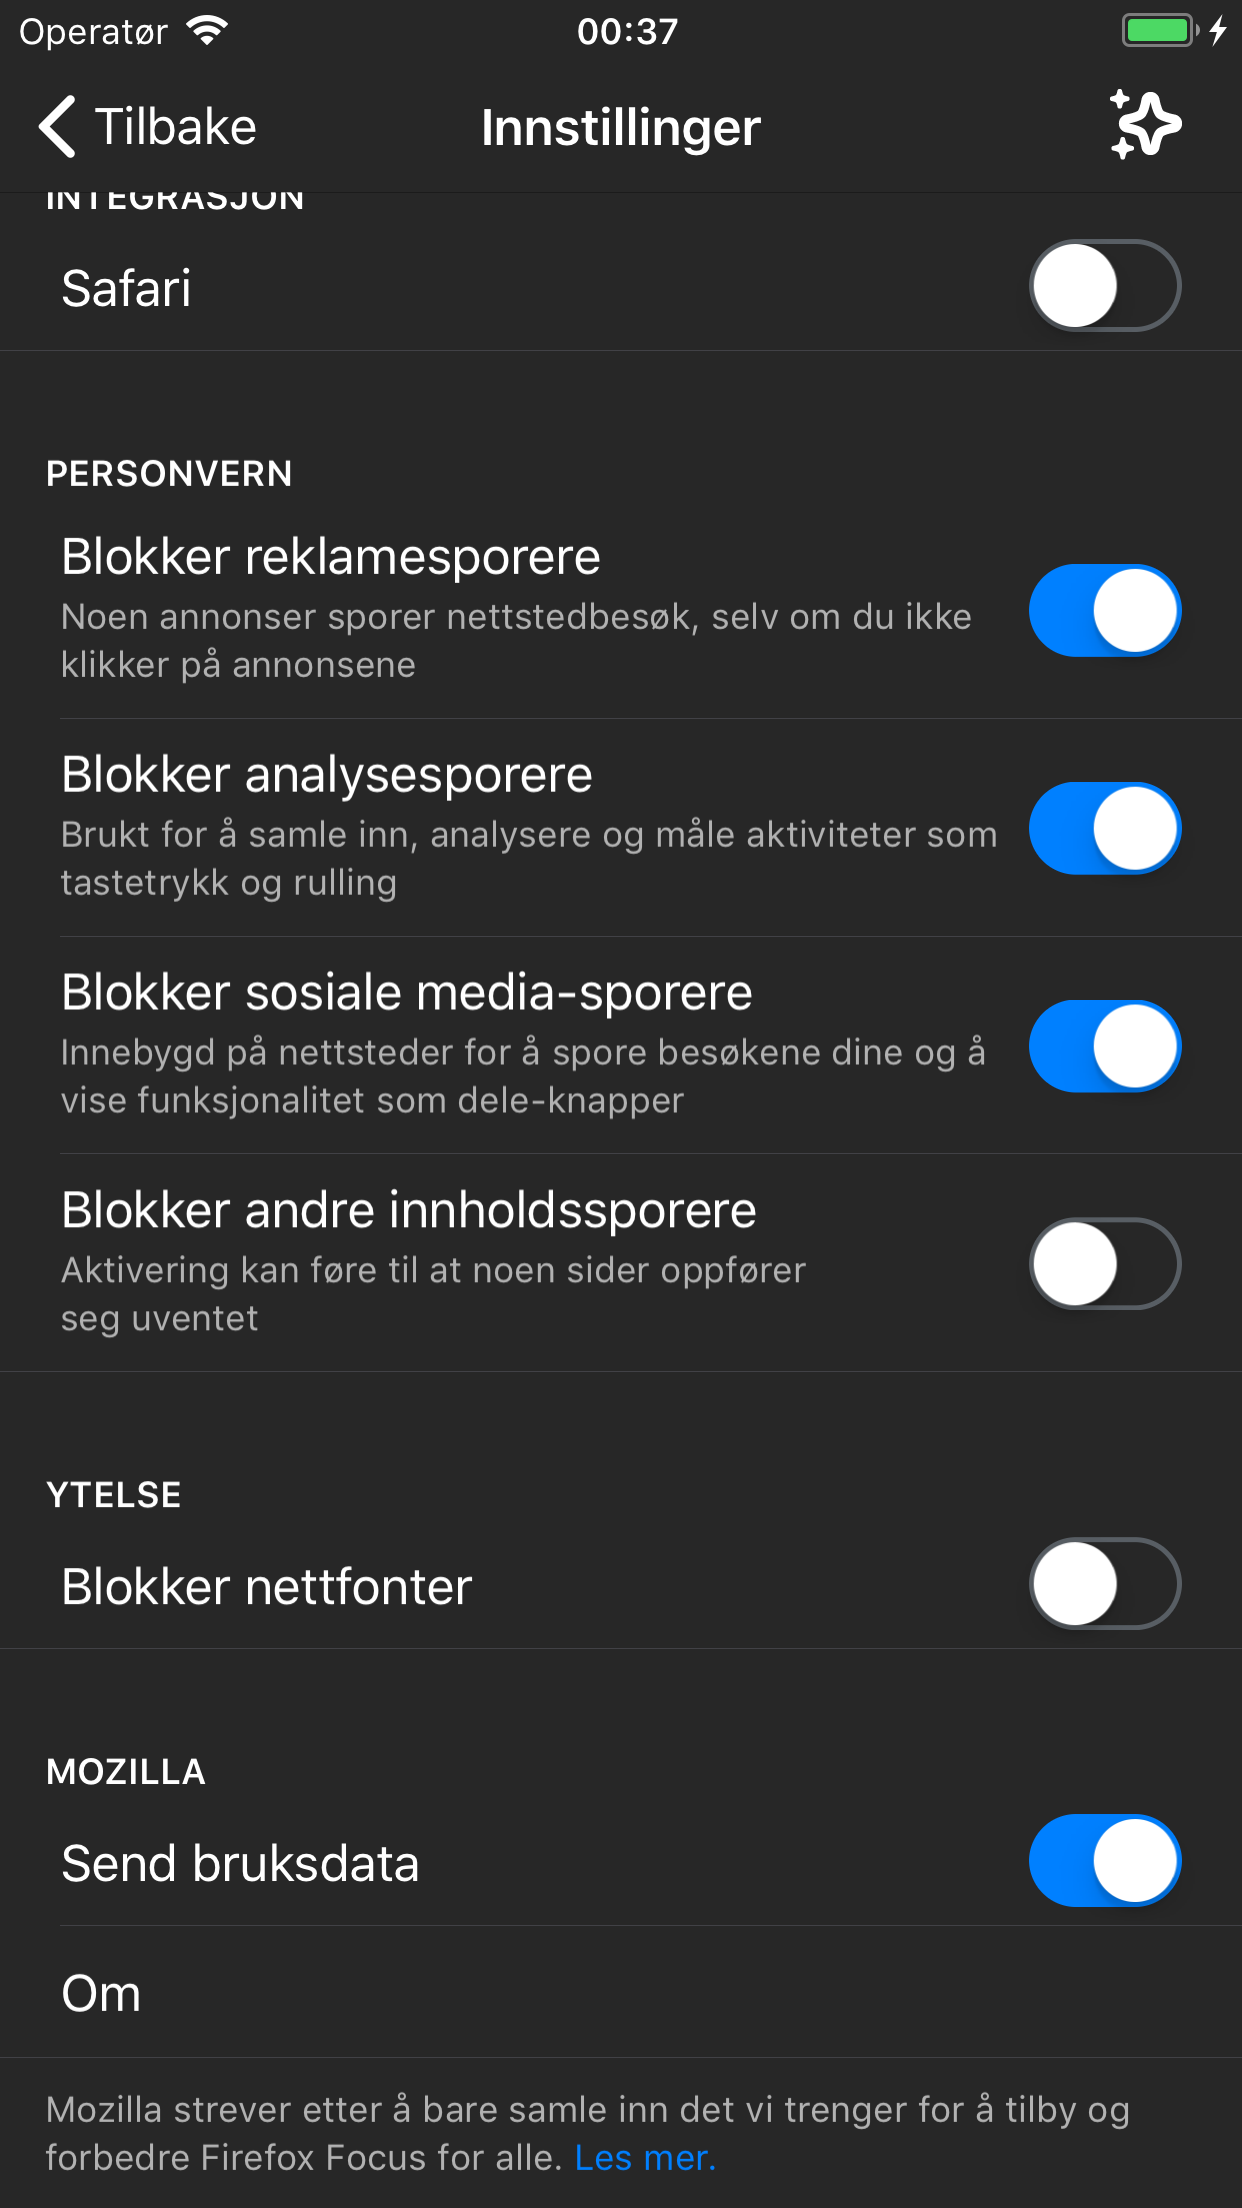 Operatør
00:37
Tilbake
Innstillinger
INTEGRASJON
Safari
PERSONVERN
Blokker reklamesporere
Noen annonser sporer nettstedbesøk, selv om du ikke
klikker på annonsene
Blokker analysesporere
Brukt for å samle inn, analysere og måle aktiviteter som
tastetrykk og rulling
Blokker sosiale media-sporere
Innebygd på nettsteder for å spore besøkene dine og å
vise funksjonalitet som dele-knapper
Blokker andre innholdssporere
Aktivering kan føre til at noen sider oppfører
seg uventet
YTELSE
Blokker nettfonter
MOZILLA
Send bruksdata
Om
Mozilla strever etter å bare samle inn det vi trenger for å tilby og
forbedre Firefox Focus for alle. Les mer.